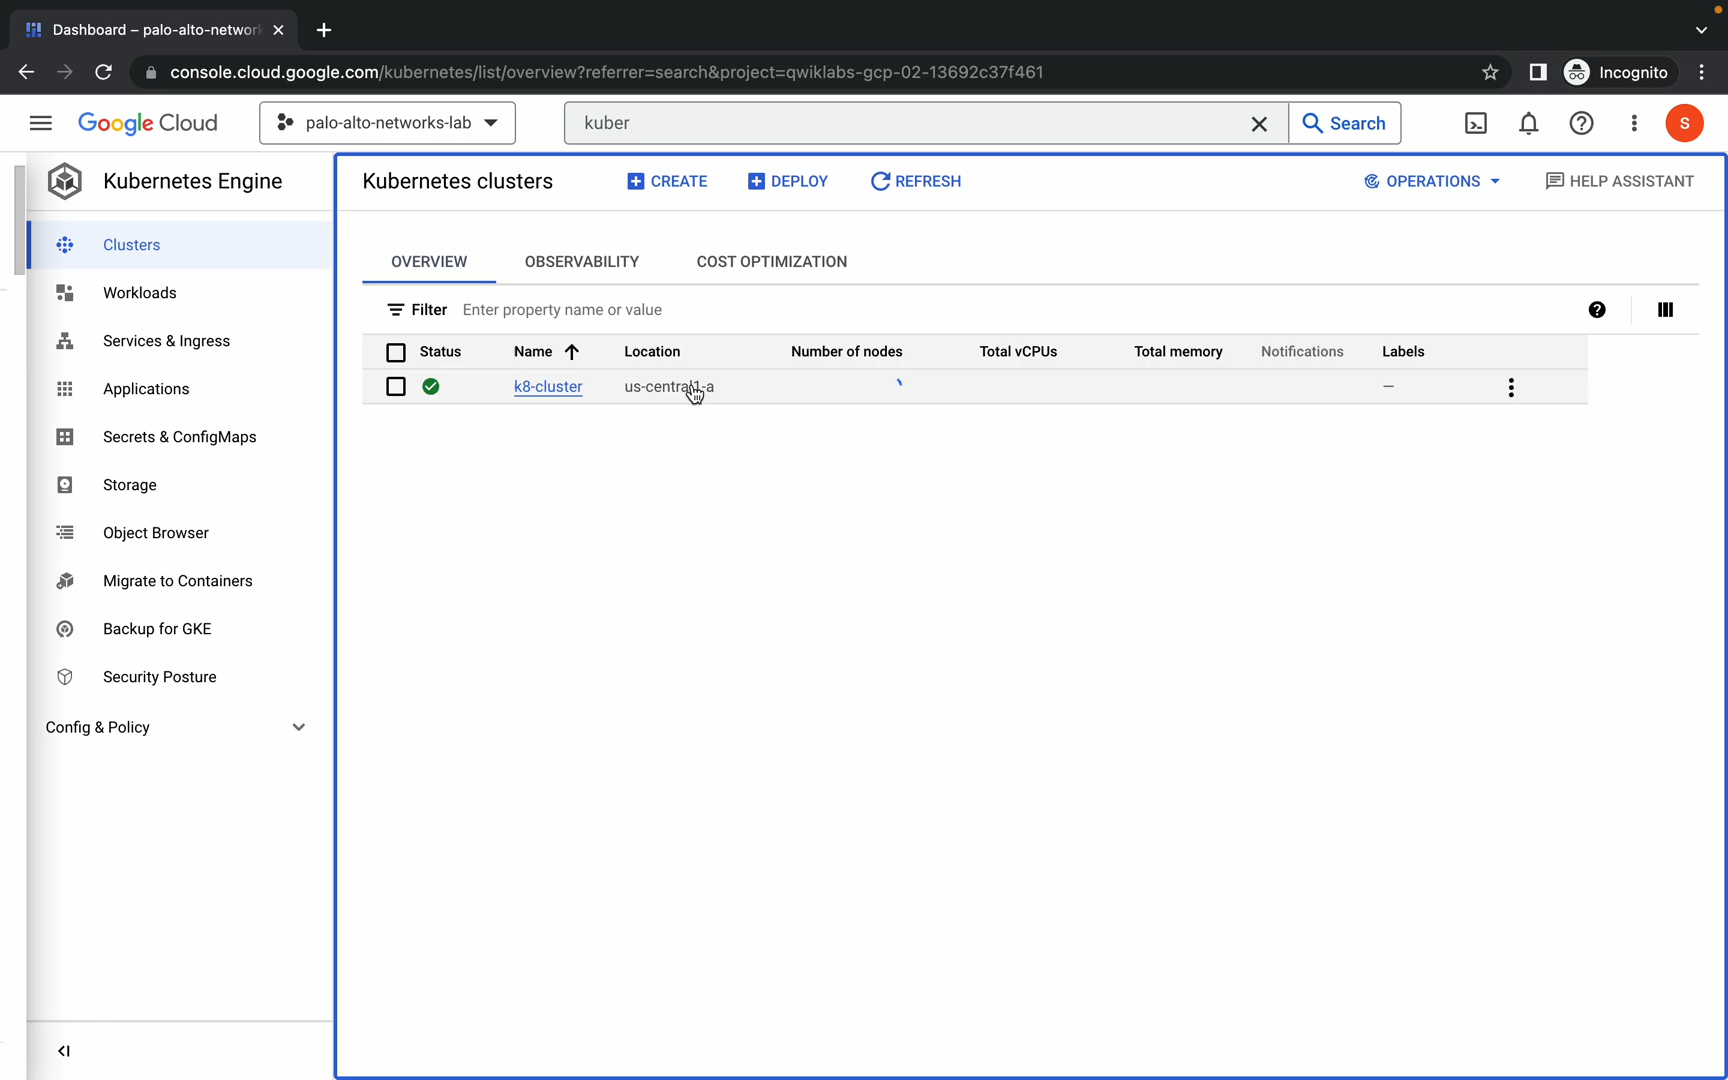 Dashboard – palo-alto-networ
console.cloud.google.com/kubernetes/list/overview?referrer=search&project=qwiklabs-gcp-02-13692c37f461
Incognito
Google Cloud
palo-alto-networks-lab
kuber
Search
S
Kubernetes Engine
Kubernetes clusters
CREATE
DEPLOY
REFRESH
OPERATIONS
HELP ASSISTANT
Clusters
Workloads
Services & Ingress
Applications
Secrets & ConfigMaps
Storage
Object Browser
Migrate to Containers
Backup for GKE
Security Posture
Config & Policy
OVERVIEW
OBSERVABILITY
COST OPTIMIZATION
Filter Enter property name or value
Status Name Location Number of nodes Total vCPUs Total memory Notifications Labels
k8-cluster us-central1-a –